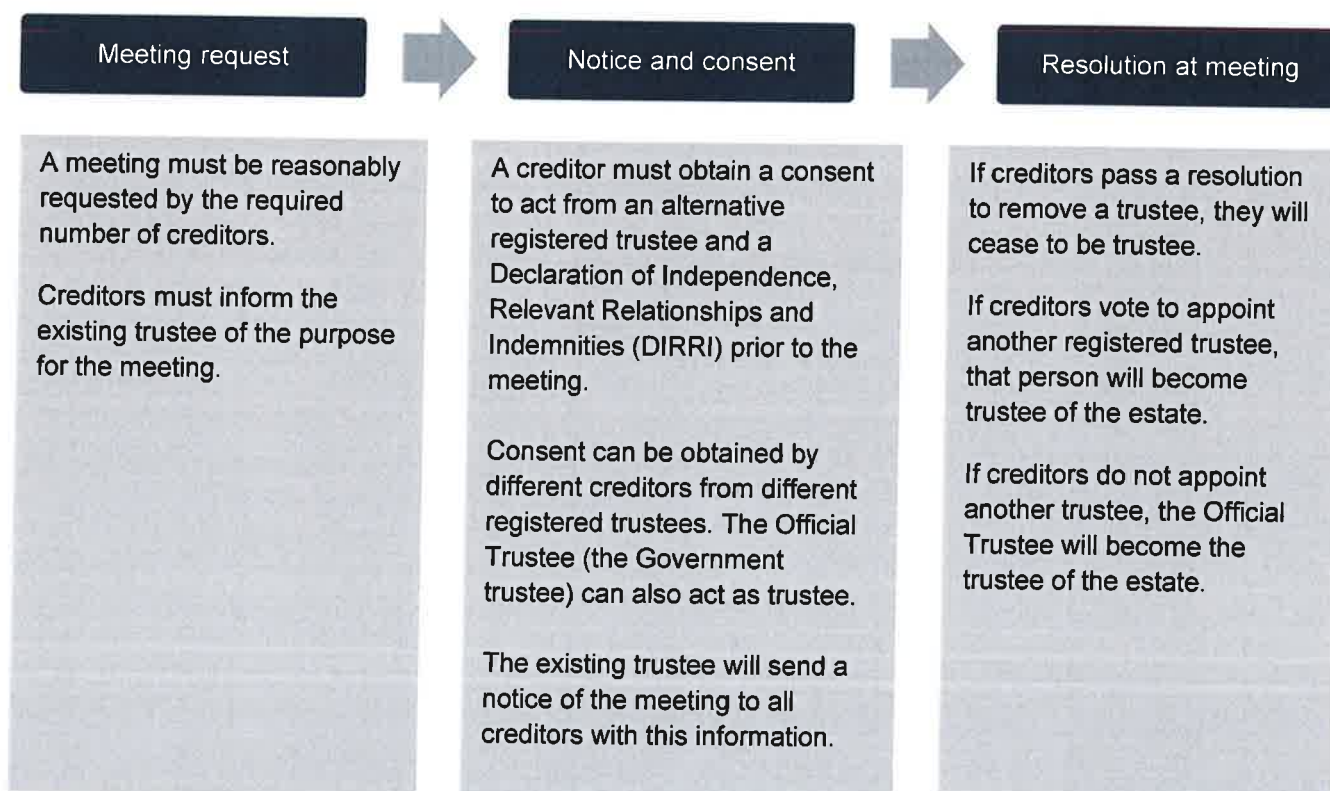 Meeting request
Notice and consent
Resolution at meeting
A meeting must be reasonably
requested by the required
number of creditors.
Creditors must inform the
existing trustee of the purpose
for the meeting.
A creditor must obtain a consent
to act from an alternative
registered trustee and a
Declaration of Independence,
Relevant Relationships and
Indemnities (DIRRI) prior to the
meeting.
Consent can be obtained by
different creditors from different
registered trustees. The Official
Trustee (the Government
trustee) can also act as trustee.
The existing trustee will send a
notice of the meeting to all
creditors with this information.
If creditors pass a resolution
to remove a trustee, they will
cease to be trustee.
If creditors vote to appoint
another registered trustee,
that person will become
trustee of the estate.
If creditors do not appoint
another trustee, the Official
Trustee will become the
trustee of the estate.